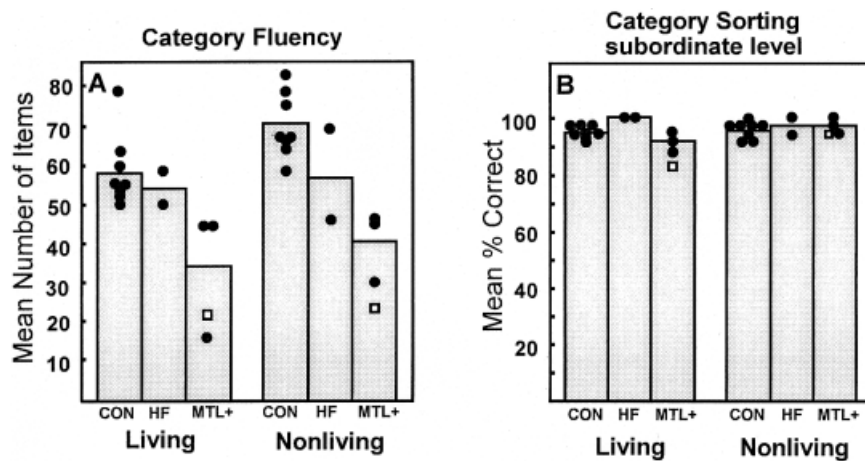 Category Fluency
A
Mean Number of Items
80
70
60
50
40
30
20
10
CON HF MTL+ CON HF MTL+
Living Nonliving
Category Sorting
subordinate level
B
Mean % Correct
100
80
60
40
20
CON HF MTL+ CON HF MTL+
Living Nonliving